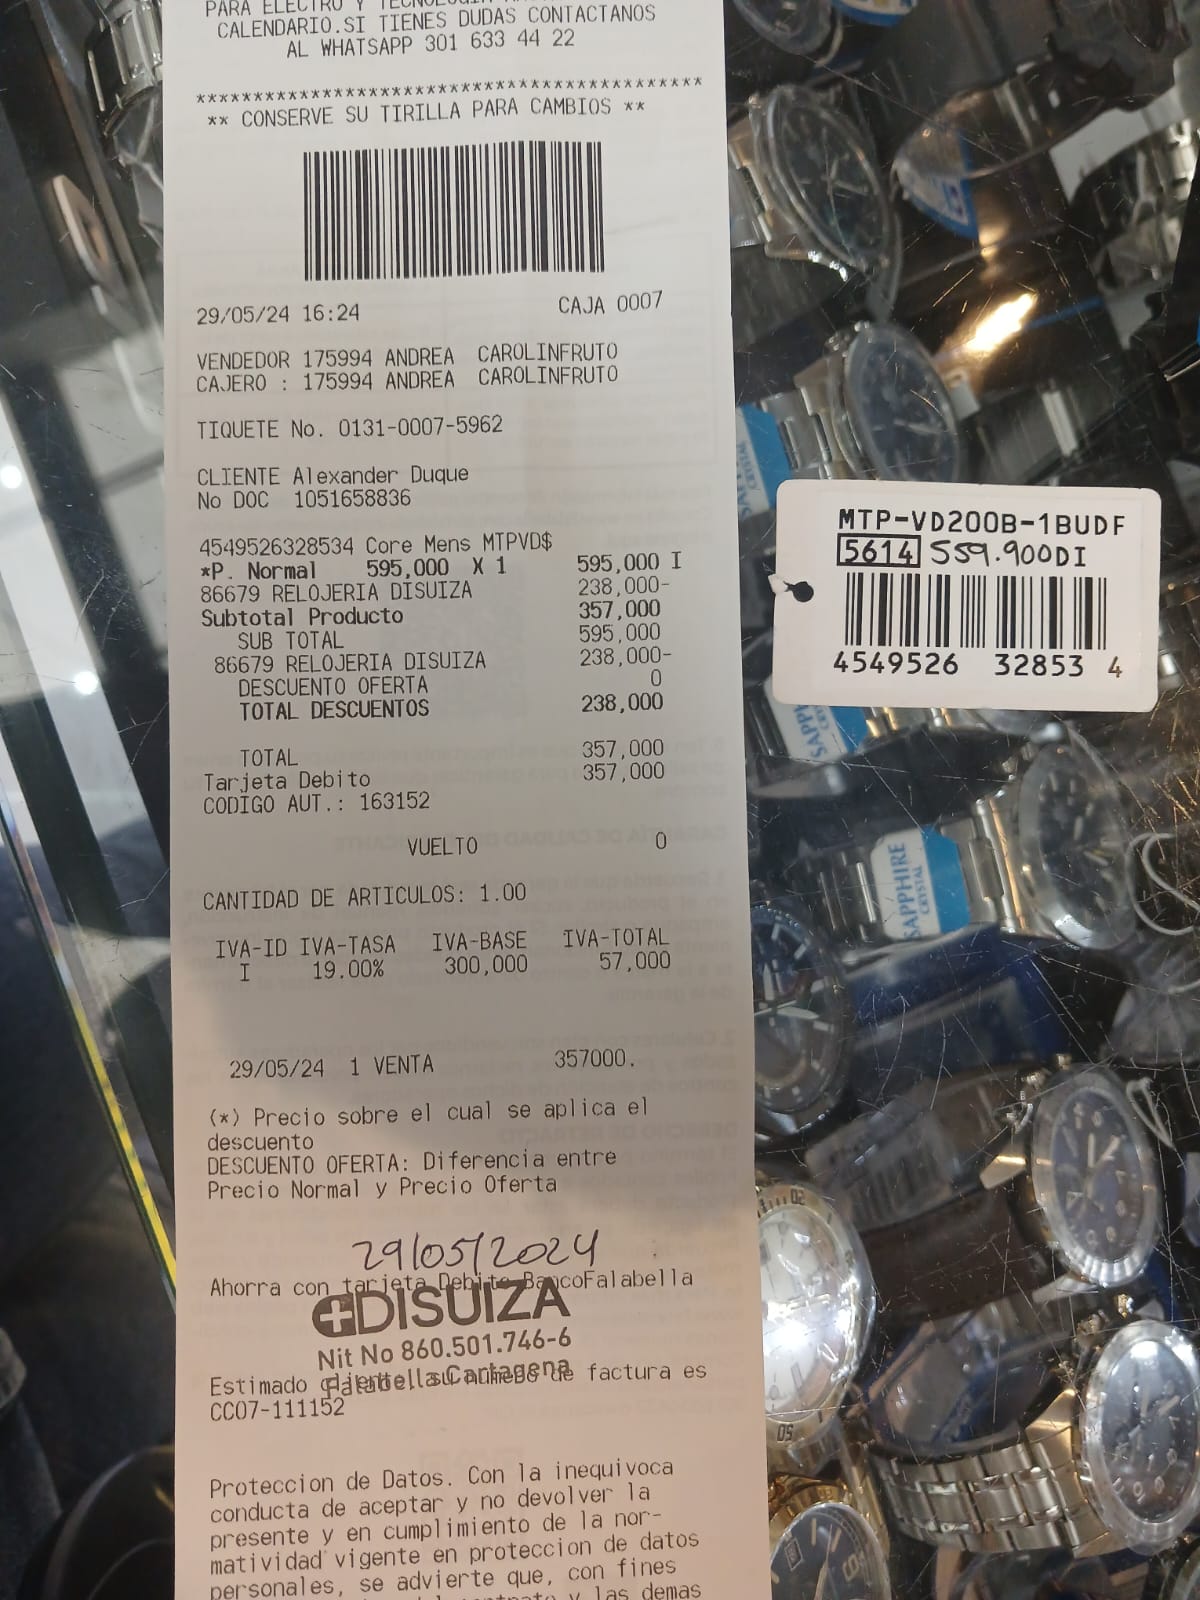 PARA ELECTRO Y
CALENDARIO.SI TIENES DUDAS CONTACTANOS
AL WHATSAPP 301 633 44 22
********************************************
** CONSERVE SU TIRILLA PARA CAMBIOS **
29/05/24 16:24 CAJA 0007
VENDEDOR 175994 ANDREA CAROLINFRUTO
CAJERO : 175994 ANDREA CAROLINFRUTO
TIQUETE No. 0131-0007-5962
CLIENTE Alexander Duque
No DOC 1051658836
4549526328534 Core Mens MTPVD$
*P. Normal 595,000 X 1 595,000 I
86679 RELOJERIA DISUIZA 238,000-
Subtotal Producto 357,000
SUB TOTAL 595,000
86679 RELOJERIA DISUIZA 238,000-
DESCUENTO OFERTA 0
TOTAL DESCUENTOS 238,000
TOTAL 357,000
Tarjeta Debito 357,000
CODIGO AUT.: 163152
VUELTO 0
CANTIDAD DE ARTICULOS: 1.00
IVA-ID IVA-TASA IVA-BASE IVA-TOTAL
I 19.00% 300,000 57,000
29/05/24 1 VENTA 357000.
(*) Precio sobre el cual se aplica el
descuento
DESCUENTO OFERTA: Diferencia entre
Precio Normal y Precio Oferta
29/05/2024
Ahorra con tarjeta Debito BancoFalabella
DISUIZA
Nit No 860.501.746-6
Falabella Cartagena
Estimado cliente, su numero de factura es
CC07-111152
Proteccion de Datos. Con la inequivoca
conducta de aceptar y no devolver la
presente y en cumplimiento de la nor-
matividad vigente en proteccion de datos
personales, se advierte que, con fines
y las demas
MTP-VD200B-1BUDF
5614 559.900DI
4549526 32853 4
SAPPHIRE
CRYSTAL